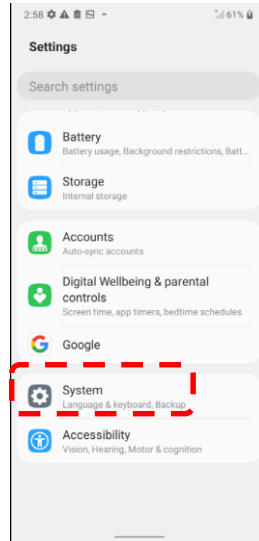 2:58 61%
Settings
Search settings
Battery
Battery usage, Background restrictions, Batt...
Storage
Internal storage
Accounts
Auto-sync accounts
Digital Wellbeing & parental
controls
Screen time, app timers, bedtime schedules
Google
System
Language & keyboard, Backup
Accessibility
Vision, Hearing, Motor & cognition